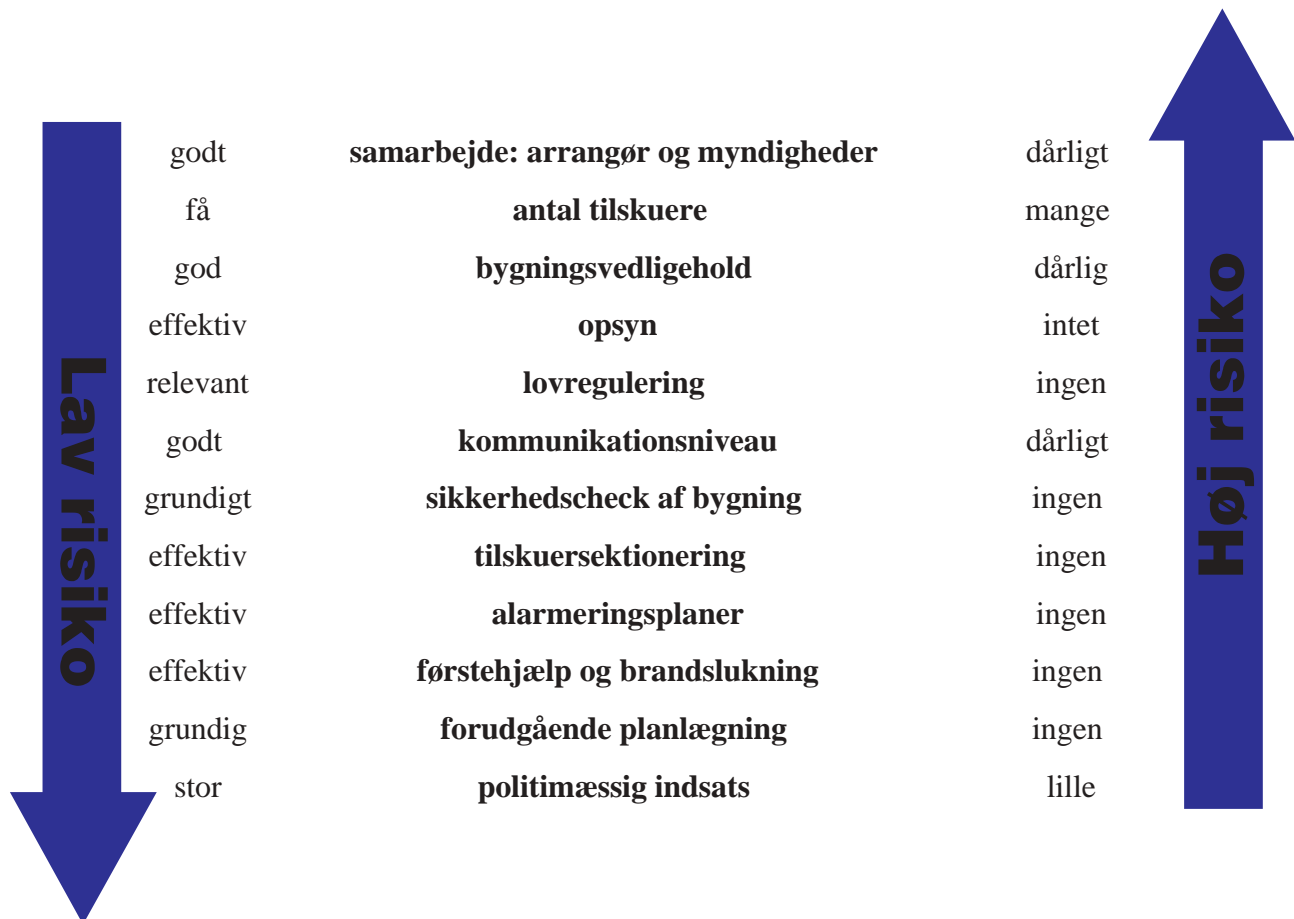 godt samarbejde: arrangør og myndigheder dårligt
få antal tilskuere mange
god bygningsvedligehold dårlig
effektiv opsyn intet
relevant lovregulering ingen
godt kommunikationsniveau dårligt
grundigt sikkerhedscheck af bygning ingen
effektiv tilskuersektionering ingen
effektiv alarmeringsplaner ingen
effektiv førstehjælp og brandslukning ingen
grundig forudgående planlægning ingen
stor politimæssig indsats lille
Lav risiko
Høj risiko